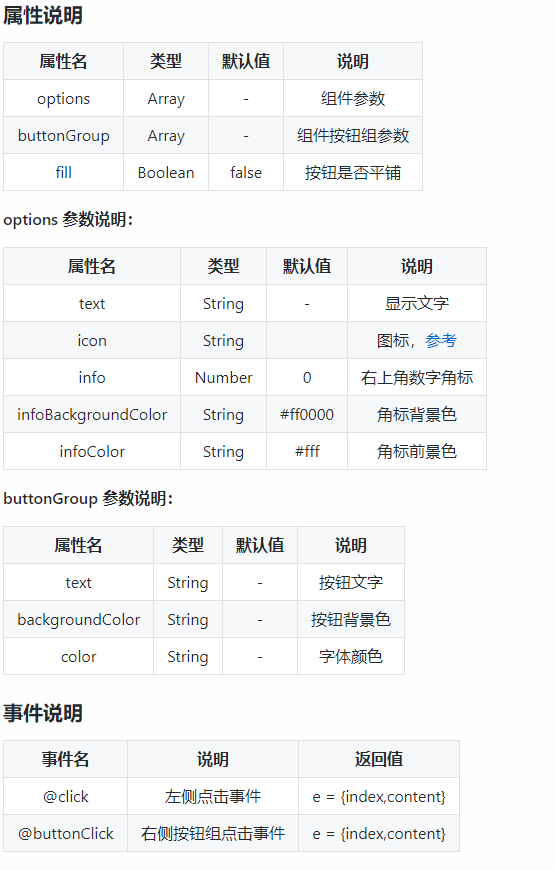 属性说明
属性名 类型 默认值 说明
options Array - 组件参数
buttonGroup Array - 组件按钮组参数
fill Boolean false 按钮是否平铺
options 参数说明：
属性名 类型 默认值 说明
text String - 显示文字
icon String 图标，参考
info Number 0 右上角数字角标
infoBackgroundColor String #ff0000 角标背景色
infoColor String #fff 角标前景色
buttonGroup 参数说明：
属性名 类型 默认值 说明
text String - 按钮文字
backgroundColor String - 按钮背景色
color String - 字体颜色
事件说明
事件名 说明 返回值
@click 左侧点击事件 e = {index,content}
@buttonClick 右侧按钮组点击事件 e = {index,content}